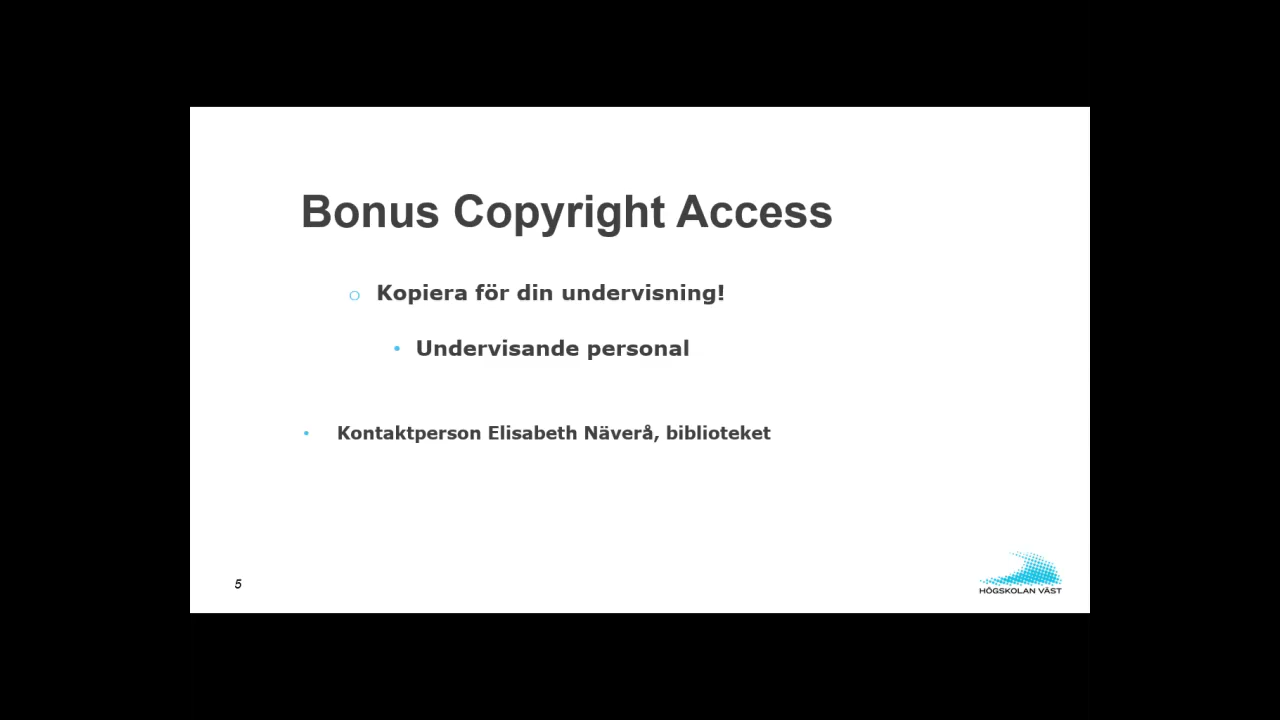 Bonus Copyright Access
Kopiera för din undervisning!
Undervisande personal
Kontaktperson Elisabeth Näverå, biblioteket
5
HÖGSKOLAN VÄST